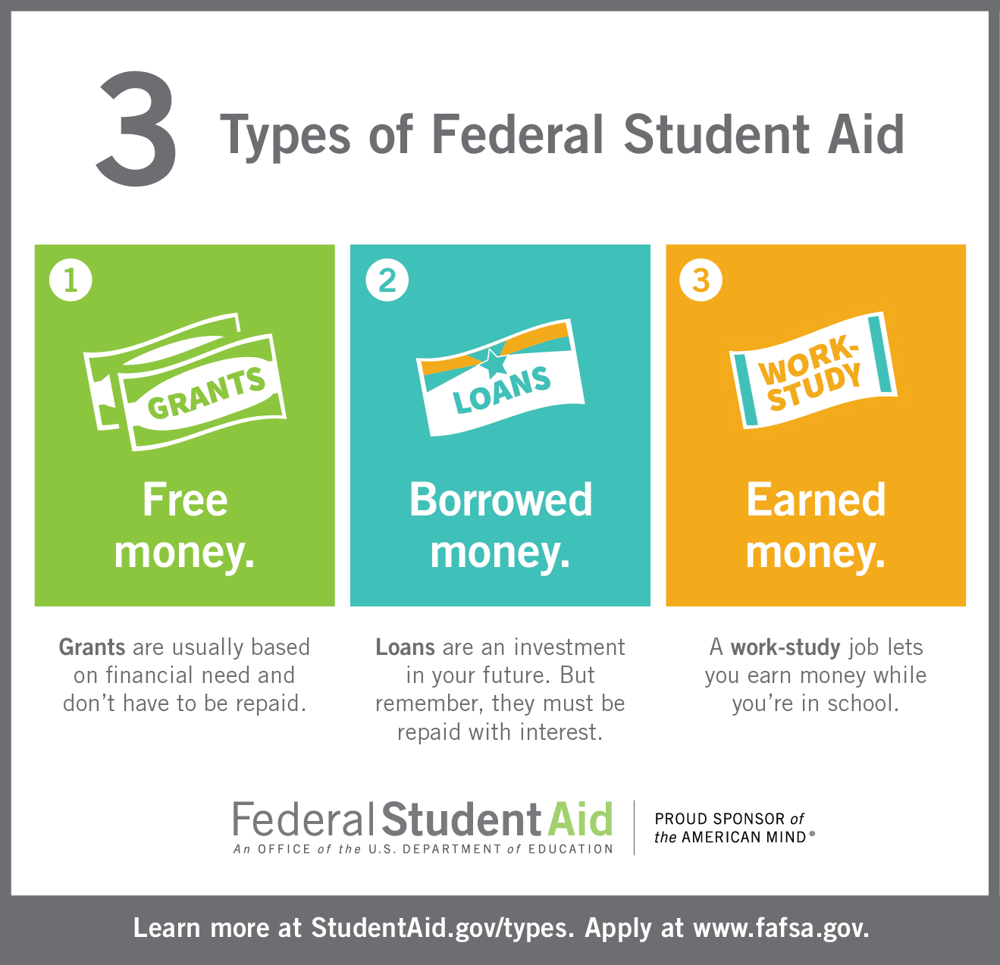 3 Types of Federal Student Aid
1
GRANTS
Free
money.
Grants are usually based
on financial need and
don’t have to be repaid.
2
LOANS
Borrowed
money.
Loans are an investment
in your future. But
remember, they must be
repaid with interest.
3
WORK-
STUDY
Earned
money.
A work-study job lets
you earn money while
you’re in school.
Federal Student Aid
An OFFICE of the U.S. DEPARTMENT of EDUCATION
PROUD SPONSOR of
the AMERICAN MIND®
Learn more at StudentAid.gov/types. Apply at www.fafsa.gov.